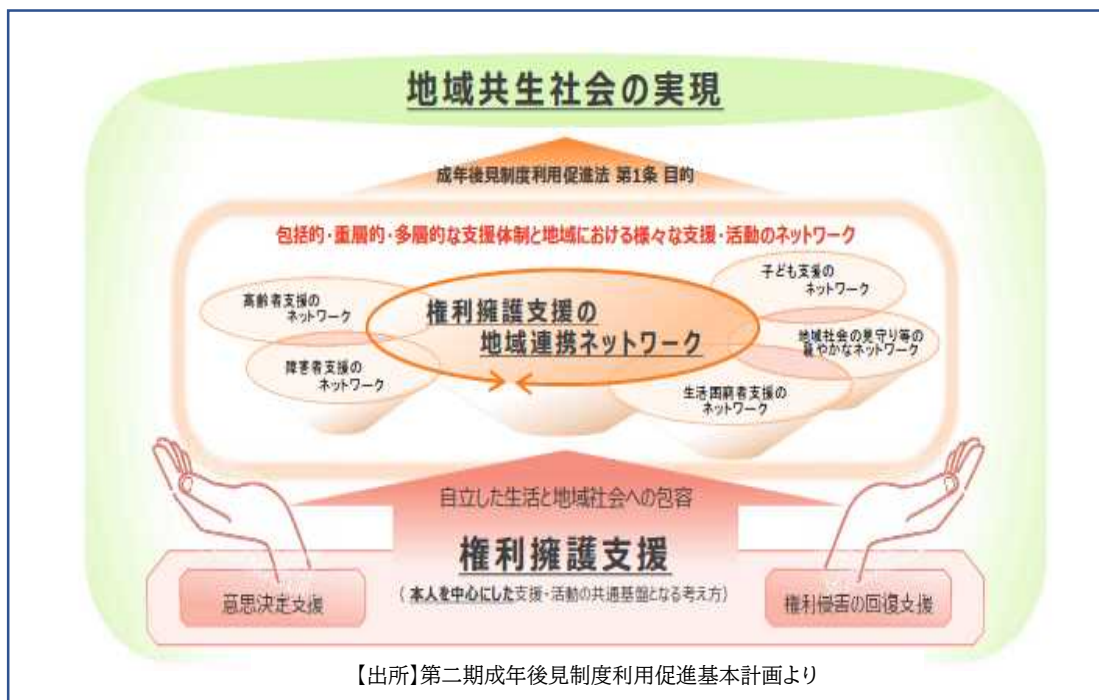 地域共生社会の実現
成年後見制度利用促進法 第1条 目的
包括的・重層的・多層的な支援体制と地域における様々な支援・活動のネットワーク
高齢者支援の
ネットワーク
障害者支援の
ネットワーク
権利擁護支援の
地域連携ネットワーク
子ども支援の
ネットワーク
地域社会の見守り等の
緩やかなネットワーク
生活困窮者支援の
ネットワーク
自立した生活と地域社会への包容
権利擁護支援
(本人を中心にした支援・活動の共通基盤となる考え方)
意思決定支援
権利侵害の回復支援
【出所】第二期成年後見制度利用促進基本計画より